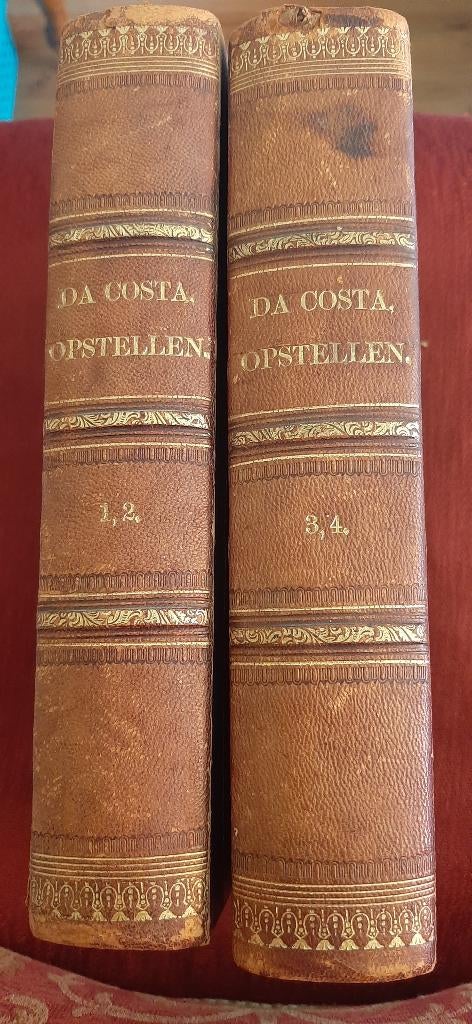 DA COSTA.
OPSTELLEN.
1, 2.
DA COSTA.
OPSTELLEN.
3, 4.